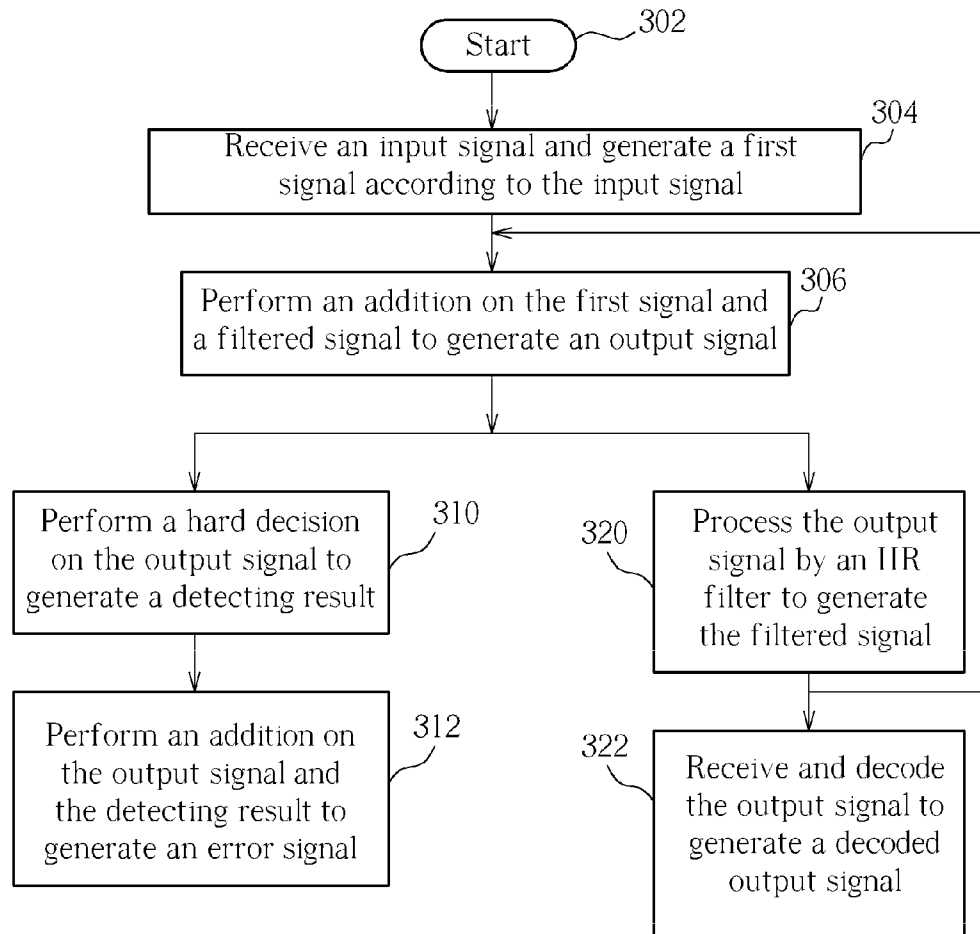 Start
302
304
Receive an input signal and generate a first
signal according to the input signal
306
Perform an addition on the first signal and
a filtered signal to generate an output signal
310
Perform a hard decision
on the output signal to
generate a detecting result
320
Process the output
signal by an IIR
filter to generate
the filtered signal
312
Perform an addition on
the output signal and
the detecting result to
generate an error signal
322
Receive and decode
the output signal to
generate a decoded
output signal